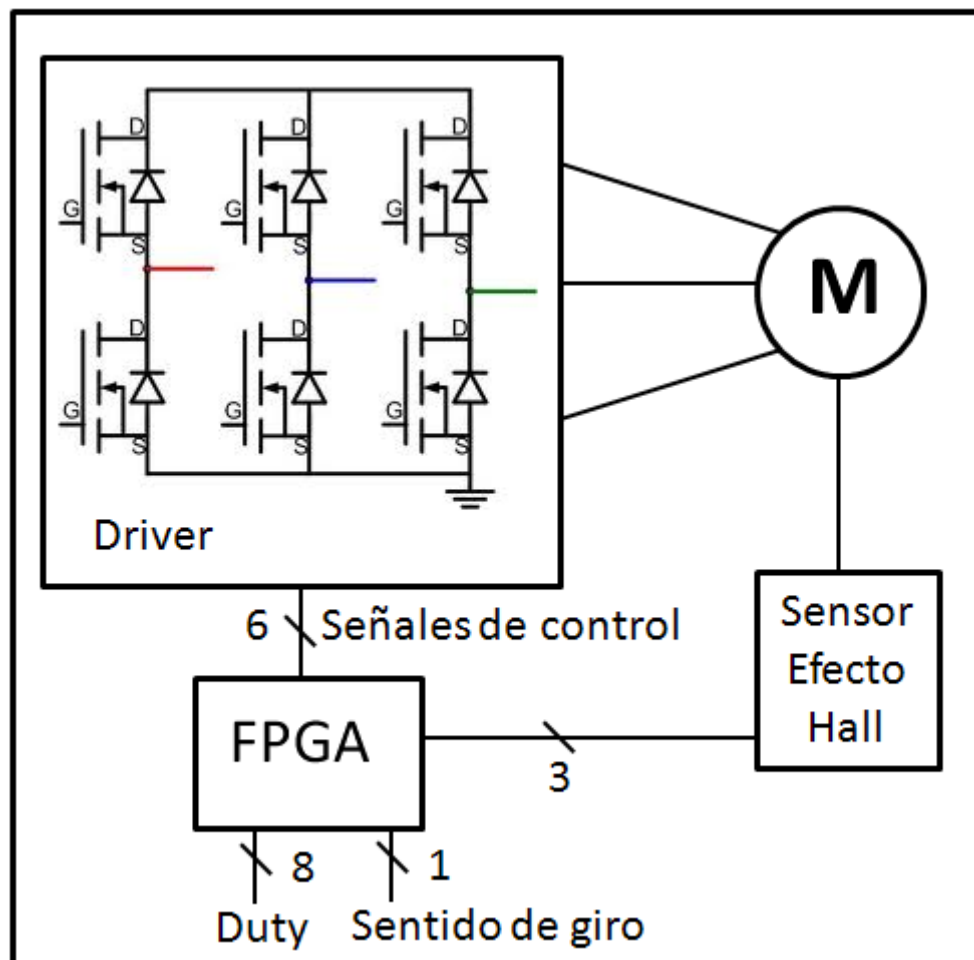 D D D
G G G
S S S
D D D
G G G
S S S
M
Driver
6 Señales de control
Sensor
Efecto
Hall
FPGA
3
8 1
Duty Sentido de giro